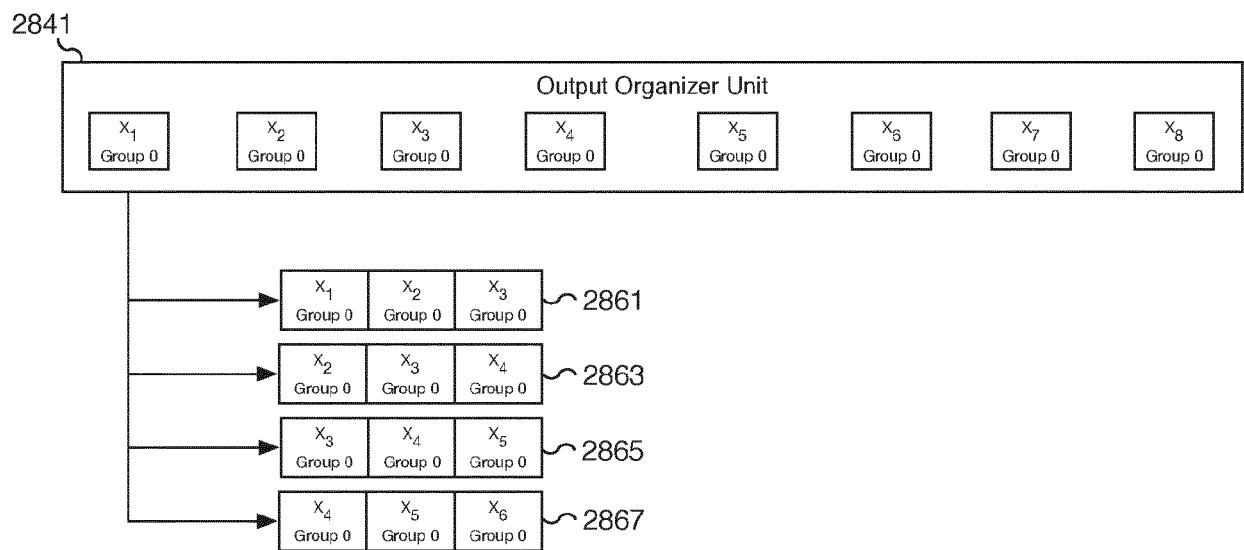 2841
Output Organizer Unit
X₁ X₂ X₃ X₄ X₅ X₆ X₇ X₈
Group 0 Group 0 Group 0 Group 0 Group 0 Group 0 Group 0 Group 0
X₁ X₂ X₃
Group 0 Group 0 Group 0
2861
X₂ X₃ X₄
Group 0 Group 0 Group 0
2863
X₃ X₄ X₅
Group 0 Group 0 Group 0
2865
X₄ X₅ X₆
Group 0 Group 0 Group 0
2867